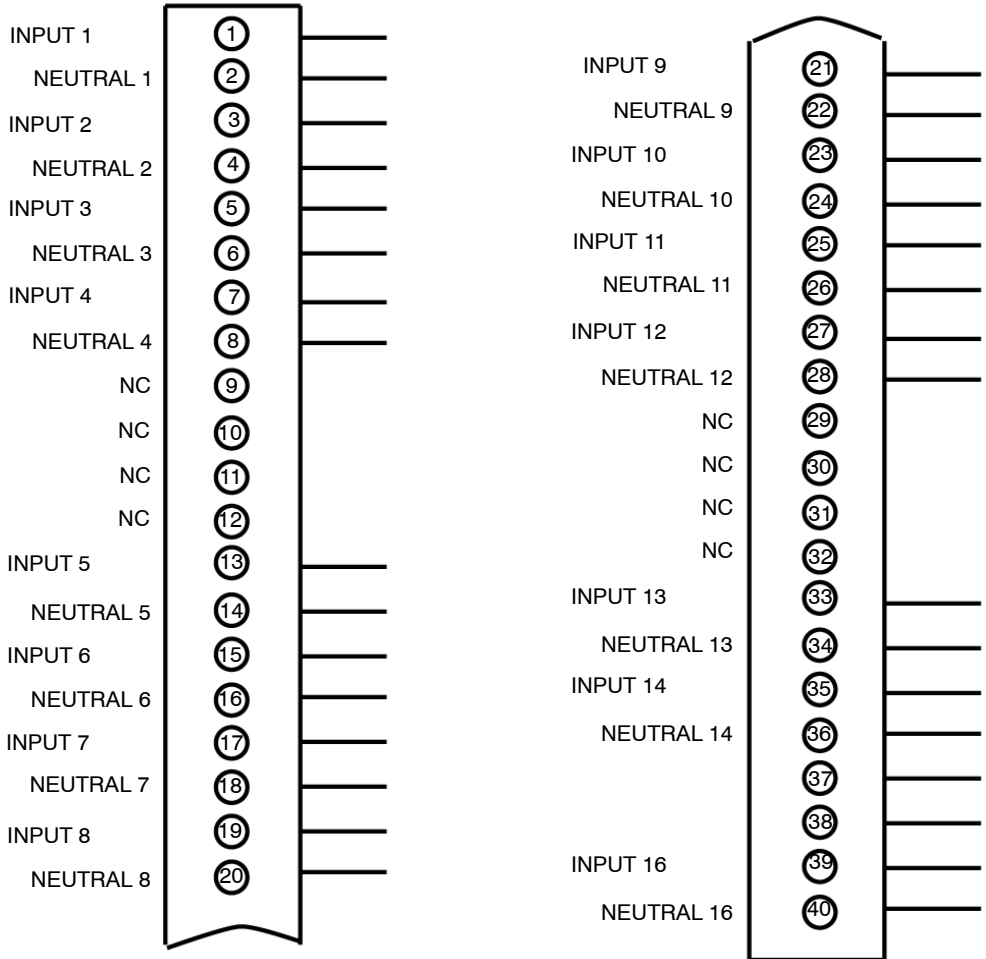 INPUT 1 1
NEUTRAL 1 2
INPUT 2 3
NEUTRAL 2 4
INPUT 3 5
NEUTRAL 3 6
INPUT 4 7
NEUTRAL 4 8
NC 9
NC 10
NC 11
NC 12
INPUT 5 13
NEUTRAL 5 14
INPUT 6 15
NEUTRAL 6 16
INPUT 7 17
NEUTRAL 7 18
INPUT 8 19
NEUTRAL 8 20
INPUT 9 21
NEUTRAL 9 22
INPUT 10 23
NEUTRAL 10 24
INPUT 11 25
NEUTRAL 11 26
INPUT 12 27
NEUTRAL 12 28
NC 29
NC 30
NC 31
NC 32
INPUT 13 33
NEUTRAL 13 34
INPUT 14 35
NEUTRAL 14 36
37
38
INPUT 16 39
NEUTRAL 16 40